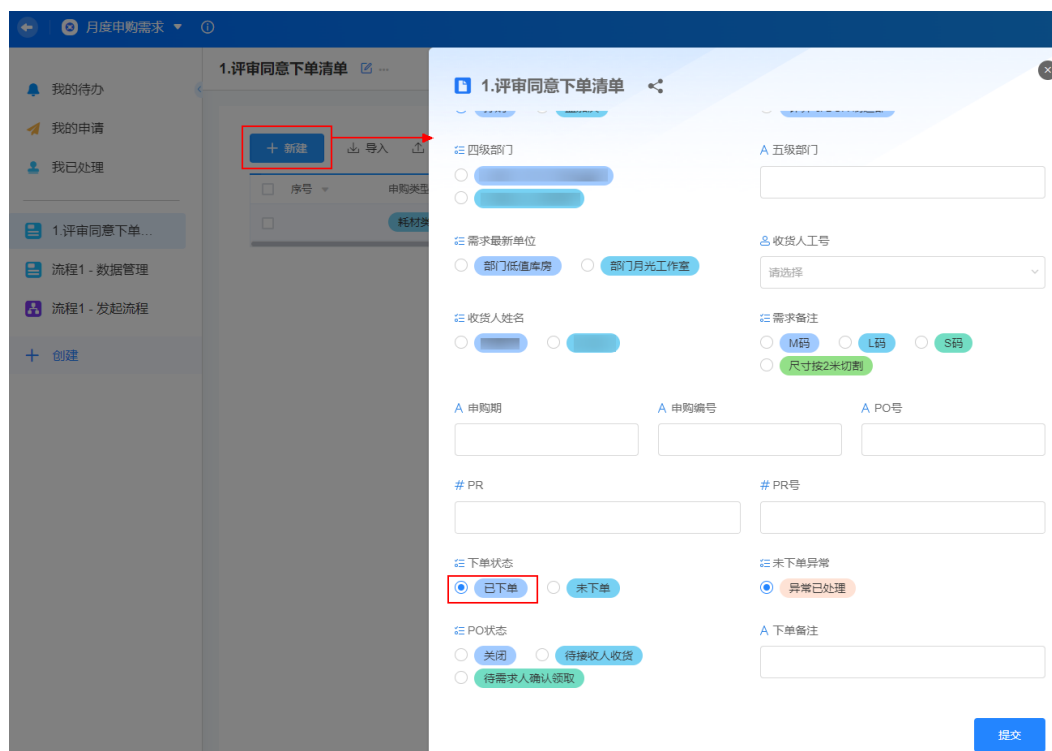 月度申购需求
我的待办
我的申请
我已处理
1.评审同意下单...
流程1 - 数据管理
流程1 - 发起流程
创建
1.评审同意下单清单
新建
导入
序号
申购类型
耗材类
1.评审同意下单清单
四级部门
A 五级部门
需求最新单位
收货人工号
部门低值库房
部门月光工作室
请选择
收货人姓名
需求备注
M码
L码
S码
尺寸按2米切割
A 申购期
A 申购编号
A PO号
# PR
# PR号
下单状态
未下单异常
已下单
未下单
异常已处理
PO状态
A 下单备注
关闭
待接收人收货
待需求人确认领取
提交